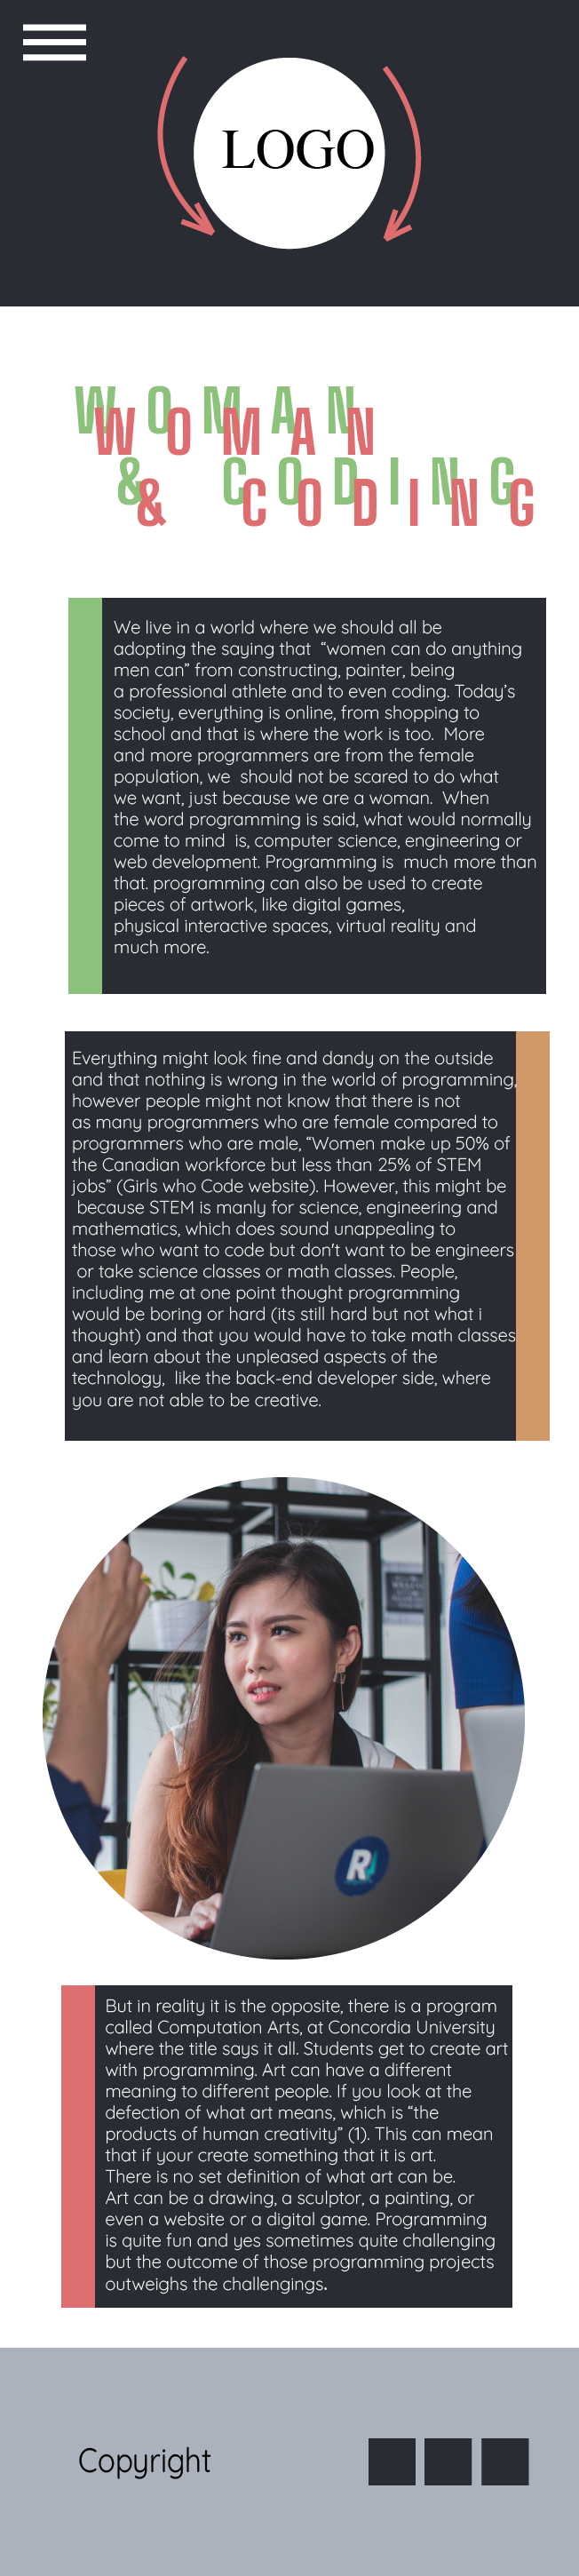 LOGO
WOMAN
& CODING
We live in a world where we should all be
adopting the saying that  “women can do anything
men can” from constructing, painter, being
a professional athlete and to even coding. Today’s
society, everything is online, from shopping to
school and that is where the work is too.  More
and more programmers are from the female
population, we  should not be scared to do what
we want, just because we are a woman.  When
the word programming is said, what would normally
come to mind  is, computer science, engineering or
web development. Programming is  much more than
that. programming can also be used to create
pieces of artwork, like digital games,
physical interactive spaces, virtual reality and
much more.
Everything might look fine and dandy on the outside
and that nothing is wrong in the world of programming,
however people might not know that there is not
as many programmers who are female compared to
programmers who are male, “Women make up 50% of
the Canadian workforce but less than 25% of STEM
jobs” (Girls who Code website). However, this might be
because STEM is manly for science, engineering and
mathematics, which does sound unappealing to
those who want to code but don't want to be engineers
or take science classes or math classes. People,
including me at one point thought programming
would be boring or hard (its still hard but not what i
thought) and that you would have to take math classes
and learn about the unpleased aspects of the
technology,  like the back-end developer side, where
you are not able to be creative.
R
But in reality it is the opposite, there is a program
called Computation Arts, at Concordia University
where the title says it all. Students get to create art
with programming. Art can have a different
meaning to different people. If you look at the
defection of what art means, which is “the
products of human creativity” (1). This can mean
that if your create something that it is art.
There is no set definition of what art can be.
Art can be a drawing, a sculptor, a painting, or
even a website or a digital game. Programming
is quite fun and yes sometimes quite challenging
but the outcome of those programming projects
outweighs the challengings.
Copyright